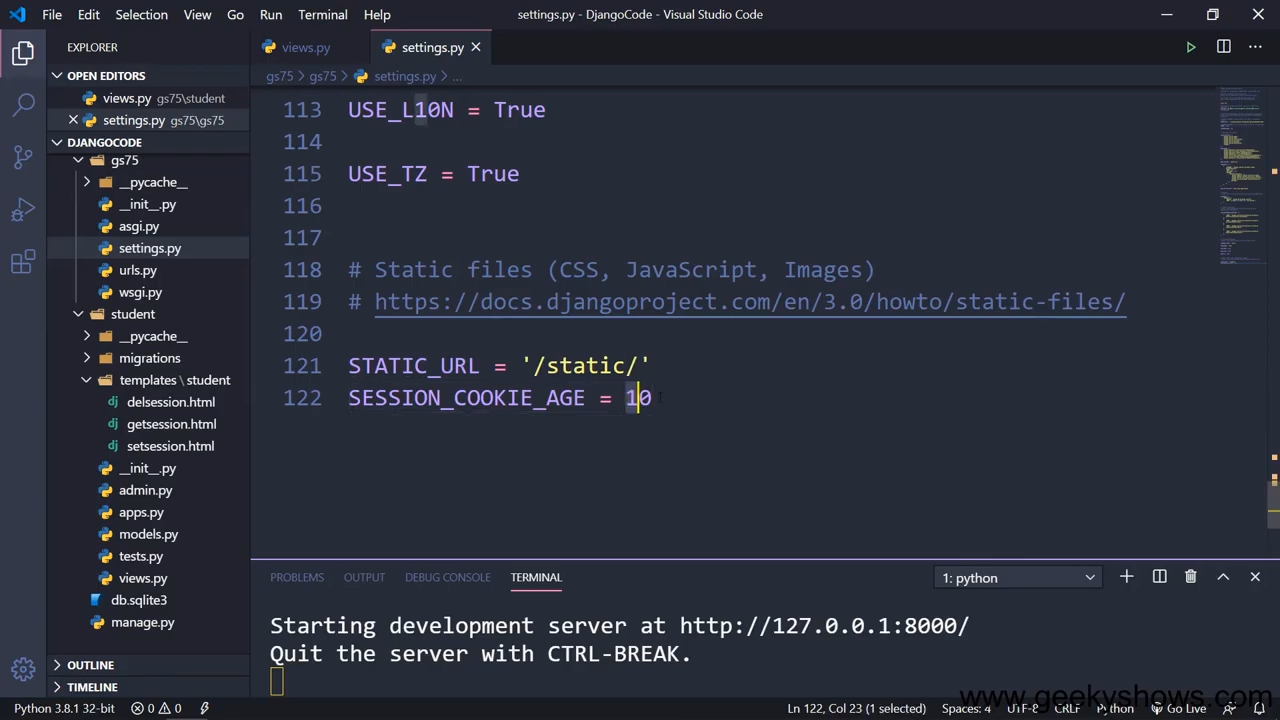 File Edit Selection View Go Run Terminal Help
settings.py - DjangoCode - Visual Studio Code
EXPLORER
OPEN EDITORS
views.py gs75\student
settings.py gs75\gs75
DJANGOCODE
gs75
__pycache__
__init__.py
asgi.py
settings.py
urls.py
wsgi.py
student
__pycache__
migrations
templates\student
delsession.html
getsession.html
setsession.html
__init__.py
admin.py
apps.py
models.py
tests.py
views.py
db.sqlite3
manage.py
OUTLINE
TIMELINE
views.py settings.py
gs75 > gs75 > settings.py > ...
113 USE_L10N = True
114
115 USE_TZ = True
116
117
118 # Static files (CSS, JavaScript, Images)
119 # https://docs.djangoproject.com/en/3.0/howto/static-files/
120
121 STATIC_URL = '/static/'
122 SESSION_COOKIE_AGE = 10
PROBLEMS OUTPUT DEBUG CONSOLE TERMINAL
1: python
Starting development server at http://127.0.0.1:8000/
Quit the server with CTRL-BREAK.
www.geekyshows.com
Python 3.8.1 32-bit 0 0 Ln 122, Col 23 (1 selected) Spaces: 4 UTF-8 CRLF Python Go Live